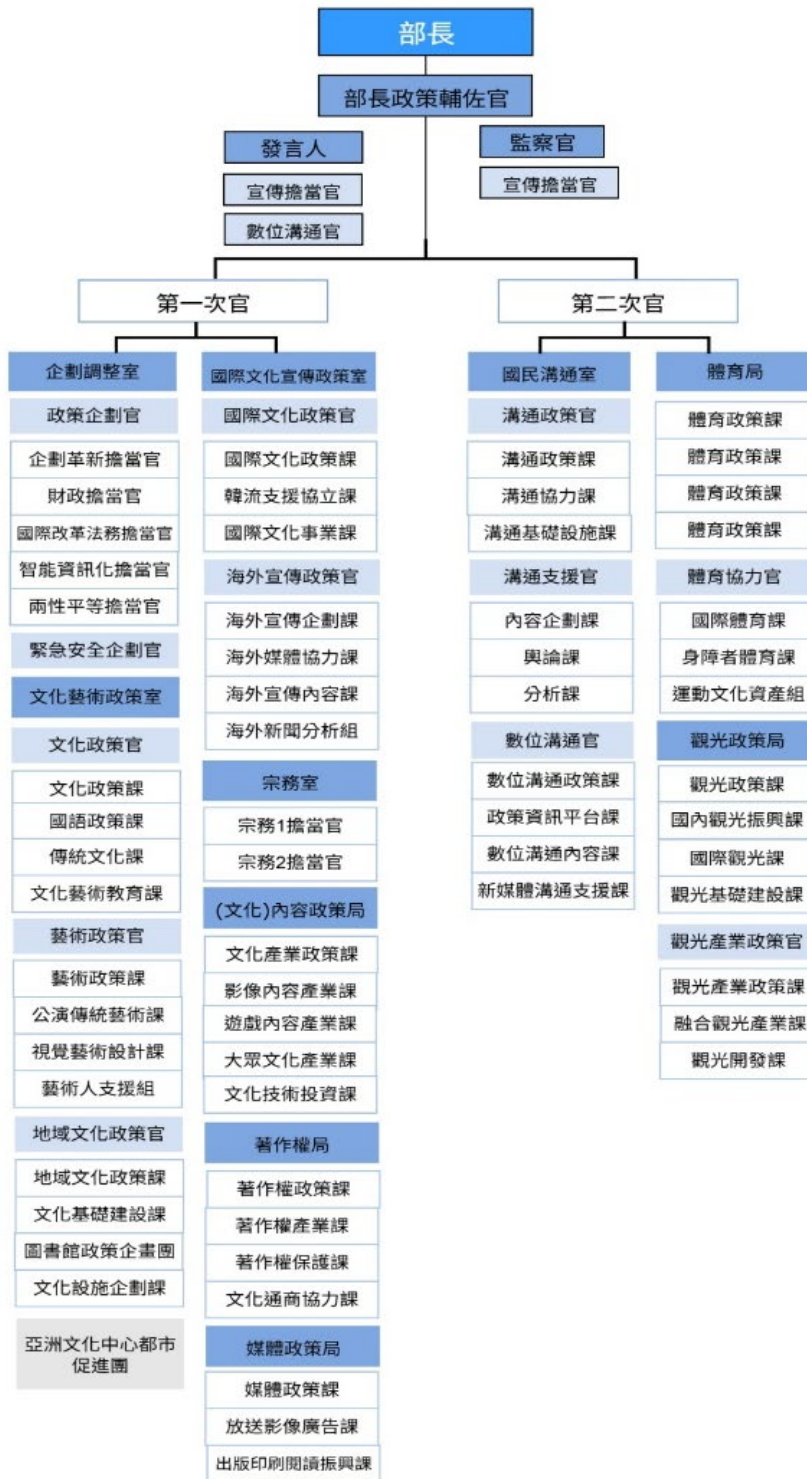 部長
部長政策輔佐官
發言人
宣傳擔當官
數位溝通官
監察官
宣傳擔當官
第一次官
企劃調整室
政策企劃官
企劃革新擔當官
財政擔當官
國際改革法務擔當官
智能資訊化擔當官
兩性平等擔當官
緊急安全企劃官
文化藝術政策室
文化政策官
文化政策課
國語政策課
傳統文化課
文化藝術教育課
藝術政策官
藝術政策課
公演傳統藝術課
視覺藝術設計課
藝術人支援組
地域文化政策官
地域文化政策課
文化基礎建設課
圖書館政策企畫團
文化設施企劃課
亞洲文化中心都市
促進團
國際文化宣傳政策室
國際文化政策官
國際文化政策課
韓流支援協立課
國際文化事業課
海外宣傳政策官
海外宣傳企劃課
海外媒體協力課
海外宣傳內容課
海外新聞分析組
宗務室
宗務1擔當官
宗務2擔當官
(文化)內容政策局
文化產業政策課
影像內容產業課
遊戲內容產業課
大眾文化產業課
文化技術投資課
著作權局
著作權政策課
著作權產業課
著作權保護課
文化通商協力課
媒體政策局
媒體政策課
放送影像廣告課
出版印刷閱讀振興課
第二次官
國民溝通室
溝通政策官
溝通政策課
溝通協力課
溝通基礎設施課
溝通支援官
內容企劃課
輿論課
分析課
數位溝通官
數位溝通政策課
政策資訊平台課
數位溝通內容課
新媒體溝通支援課
體育局
體育政策課
體育政策課
體育政策課
體育政策課
體育協力官
國際體育課
身障者體育課
運動文化資產組
觀光政策局
觀光政策課
國內觀光振興課
國際觀光課
觀光基礎建設課
觀光產業政策官
觀光產業政策課
融合觀光產業課
觀光開發課